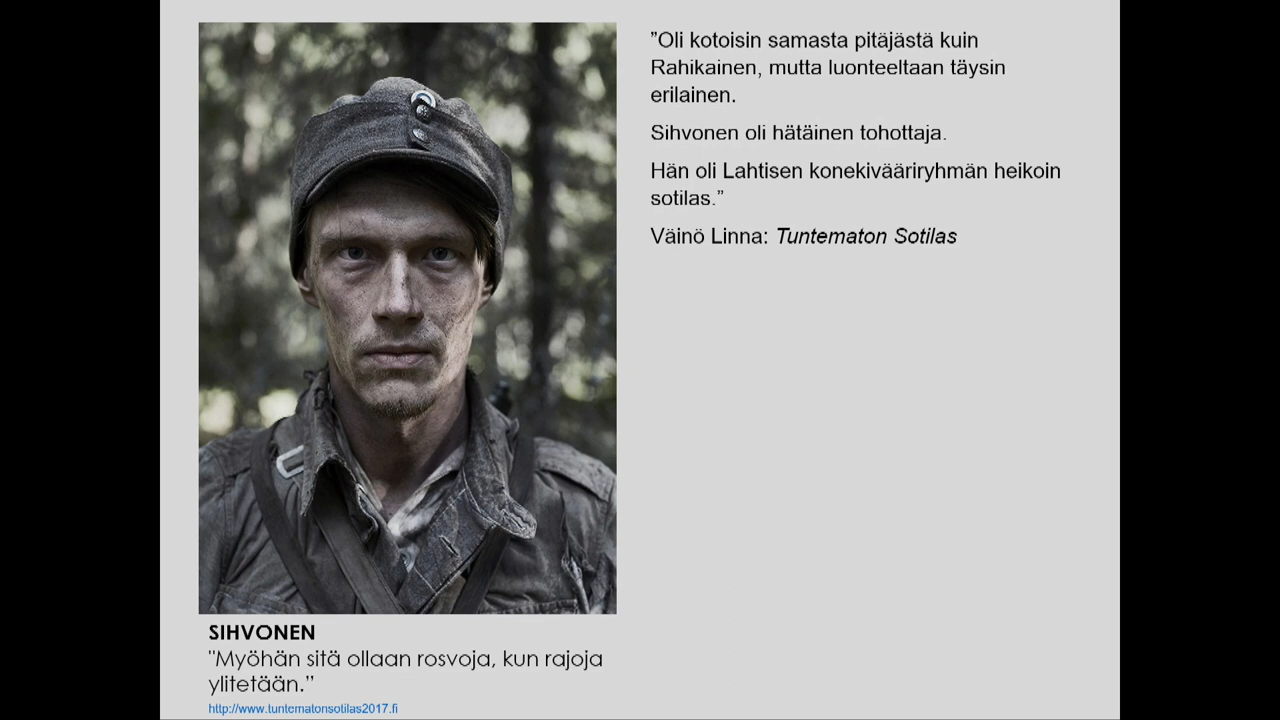 ”Oli kotoisin samasta pitäjästä kuin
Rahikainen, mutta luonteeltaan täysin
erilainen.
Sihvonen oli hätäinen tohottaja.
Hän oli Lahtisen konekivääriryhmän heikoin
sotilas.”
Väinö Linna: Tuntematon Sotilas
SIHVONEN
"Myöhän sitä ollaan rosvoja, kun rajoja
ylitetään.”
http://www.tuntematonsotilas2017.fi